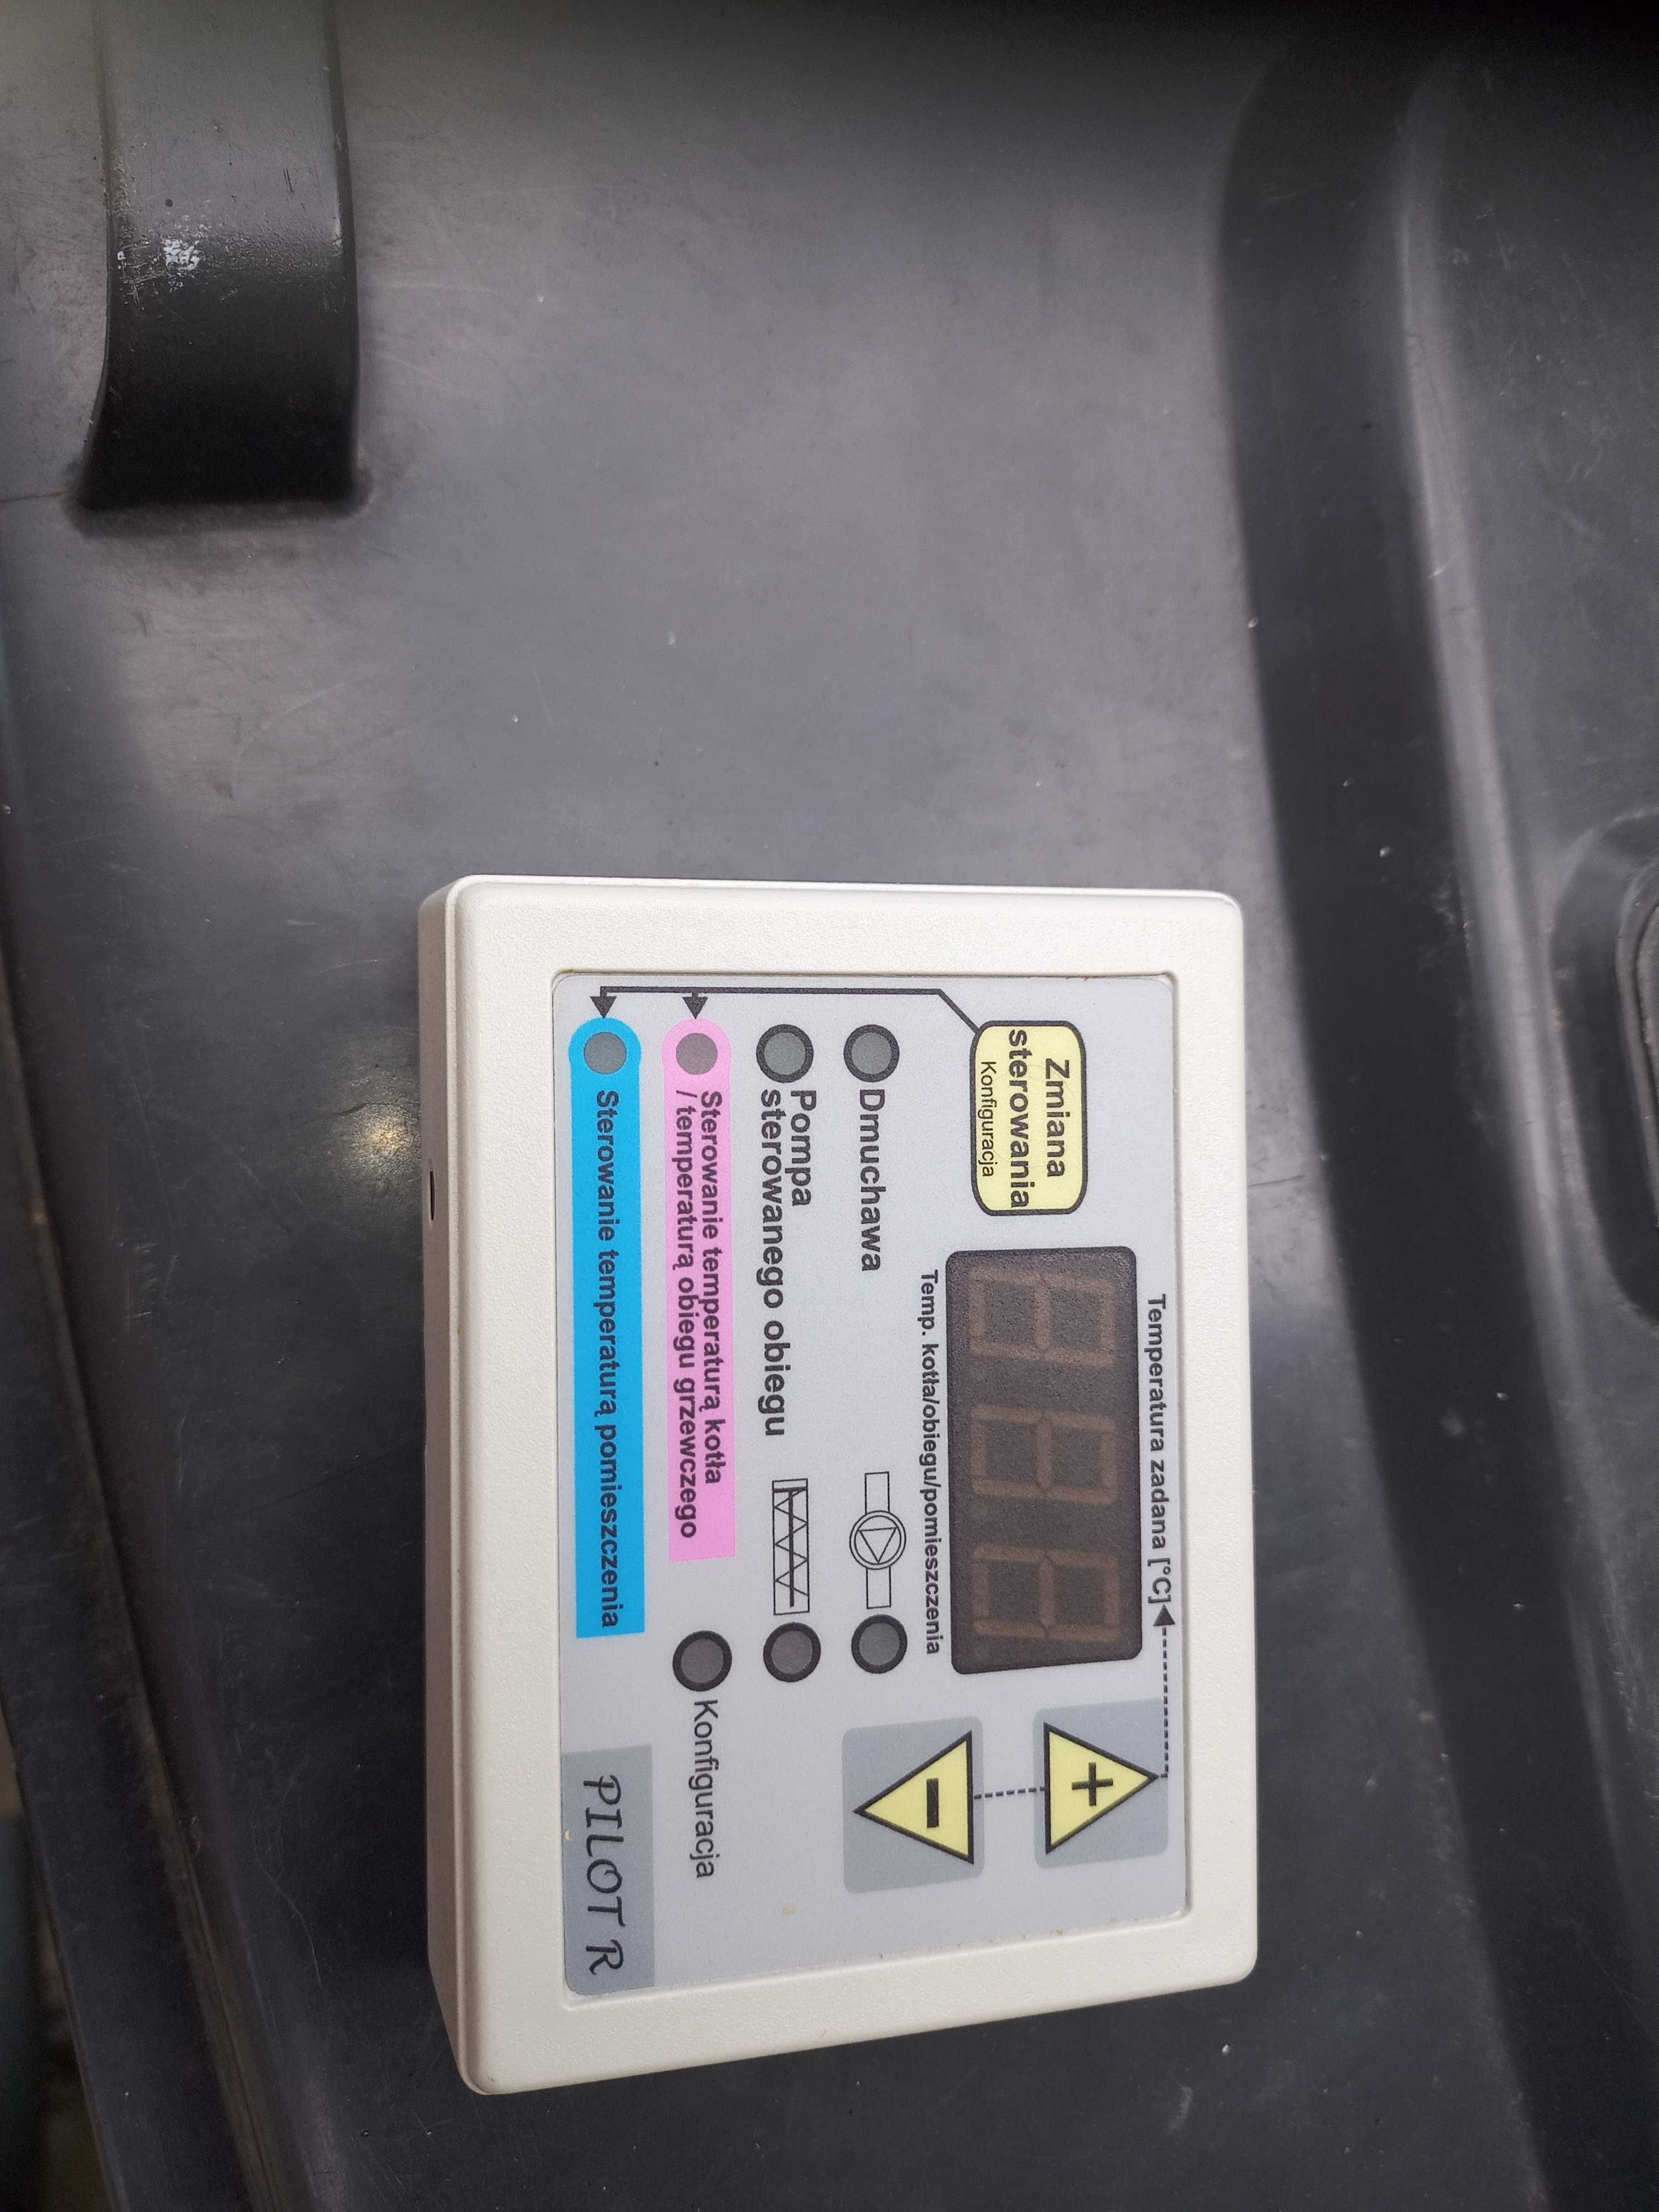 Temperatura zadana [°C]
Zmiana
sterowania
Konfiguracja
+
Temp. kotła/obiegu/pomieszczenia
-
Dmuchawa
Pompa
sterowanego obiegu
Sterowanie temperaturą kotła
/ temperaturą obiegu grzewczego
Konfiguracja
Sterowanie temperaturą pomieszczenia
PILOT R